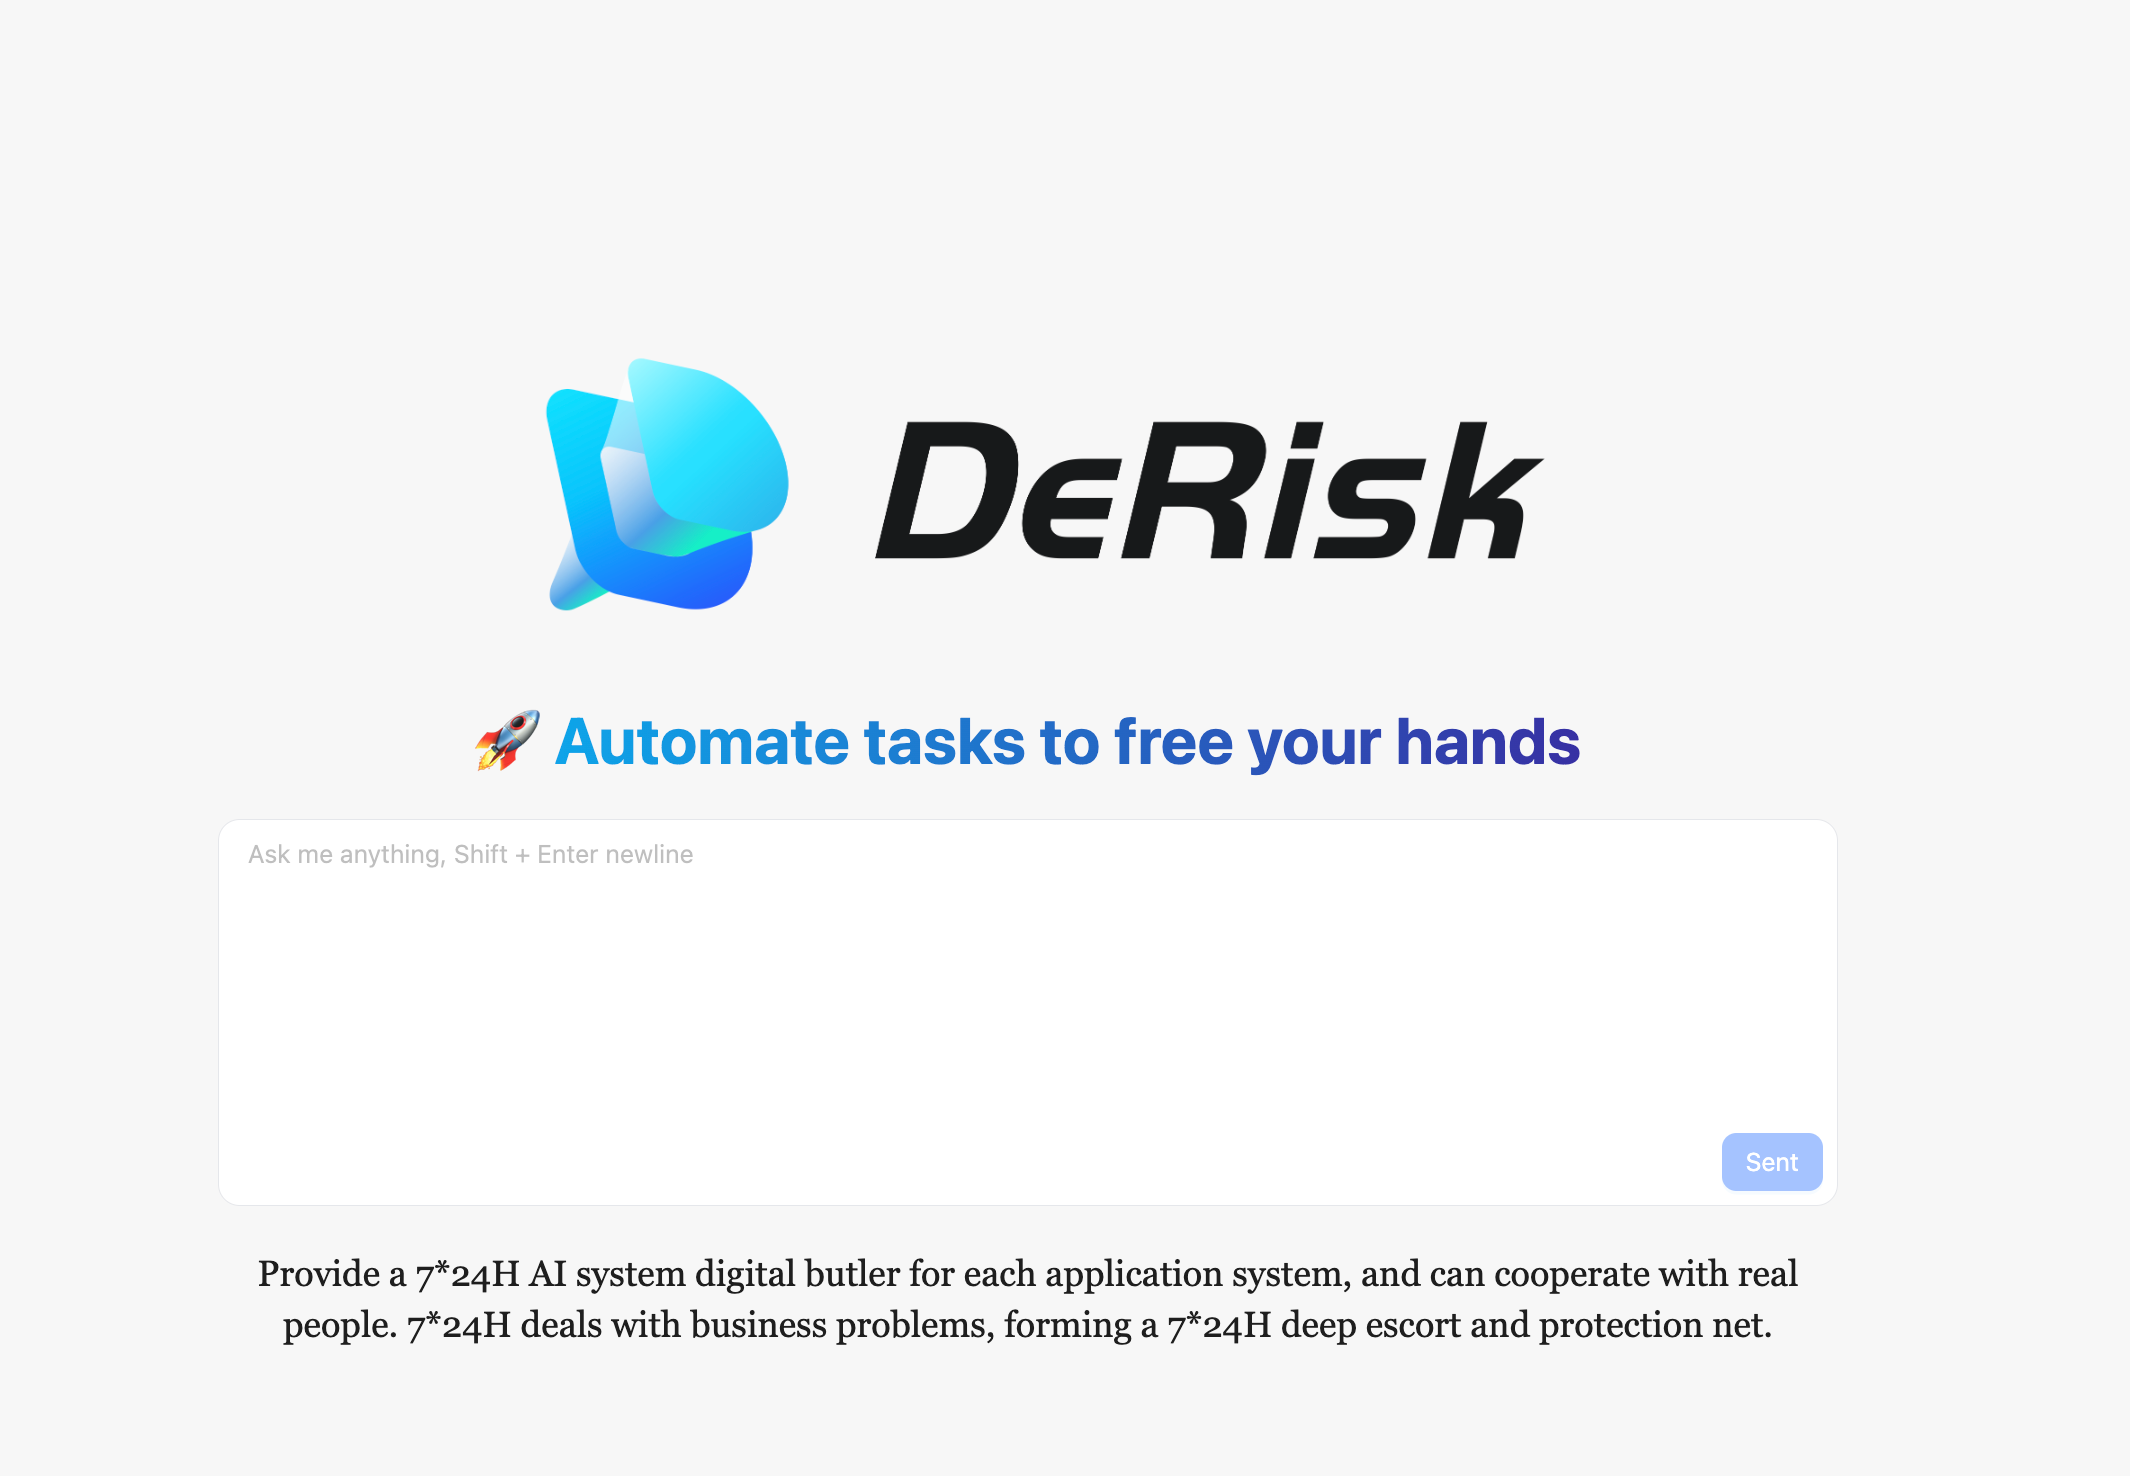 DeRisk
🚀 Automate tasks to free your hands
Ask me anything, Shift + Enter newline
Sent
Provide a 7*24H AI system digital butler for each application system, and can cooperate with real
people. 7*24H deals with business problems, forming a 7*24H deep escort and protection net.